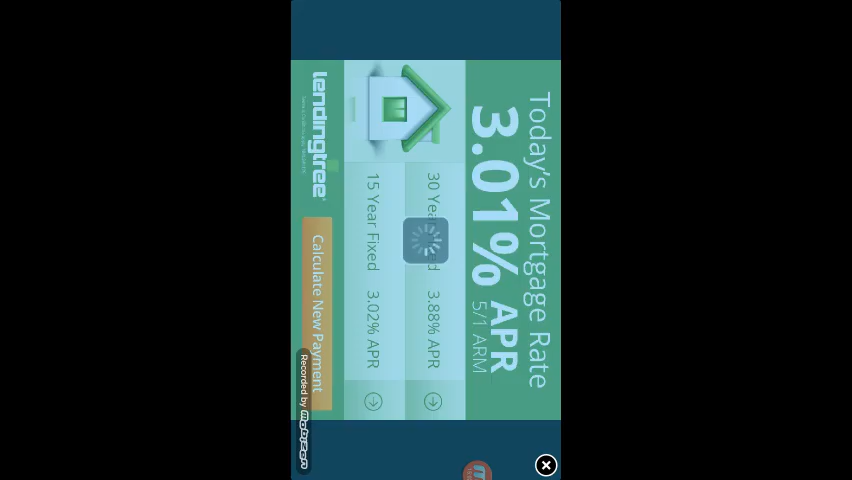 Today's Mortgage Rate
3.01% APR
5/1 ARM
30 Year Fixed 3.88% APR
15 Year Fixed 3.02% APR
lendingtree
Calculate New Payment
Recorded by MOBIZEN